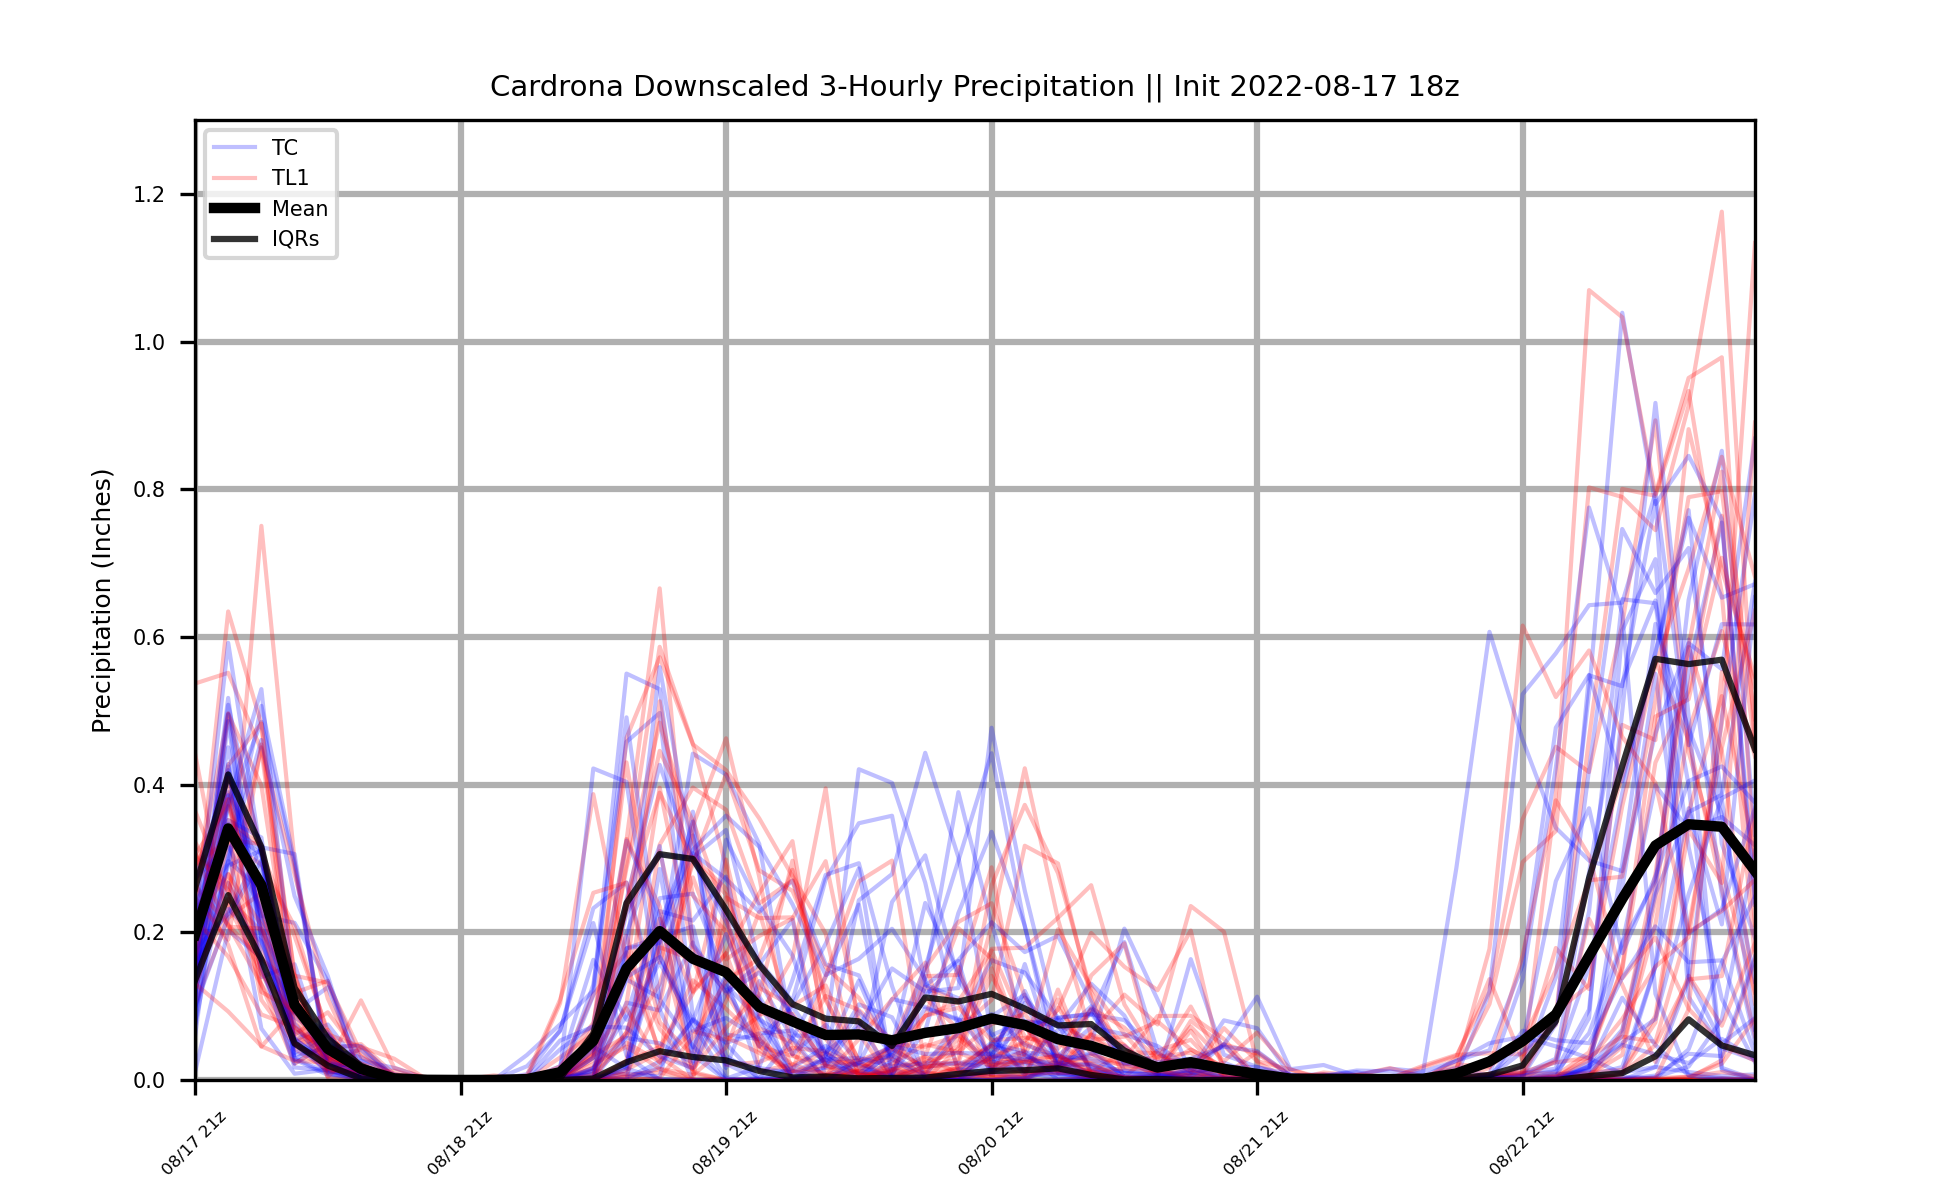 Cardrona Downscaled 3-Hourly Precipitation || Init 2022-08-17 18z
TC
TL1
Mean
IQRs
Precipitation (Inches)
1.2
1.0
0.8
0.6
0.4
0.2
0.0
08/17 21z
08/18 21z
08/19 21z
08/20 21z
08/21 21z
08/22 21z